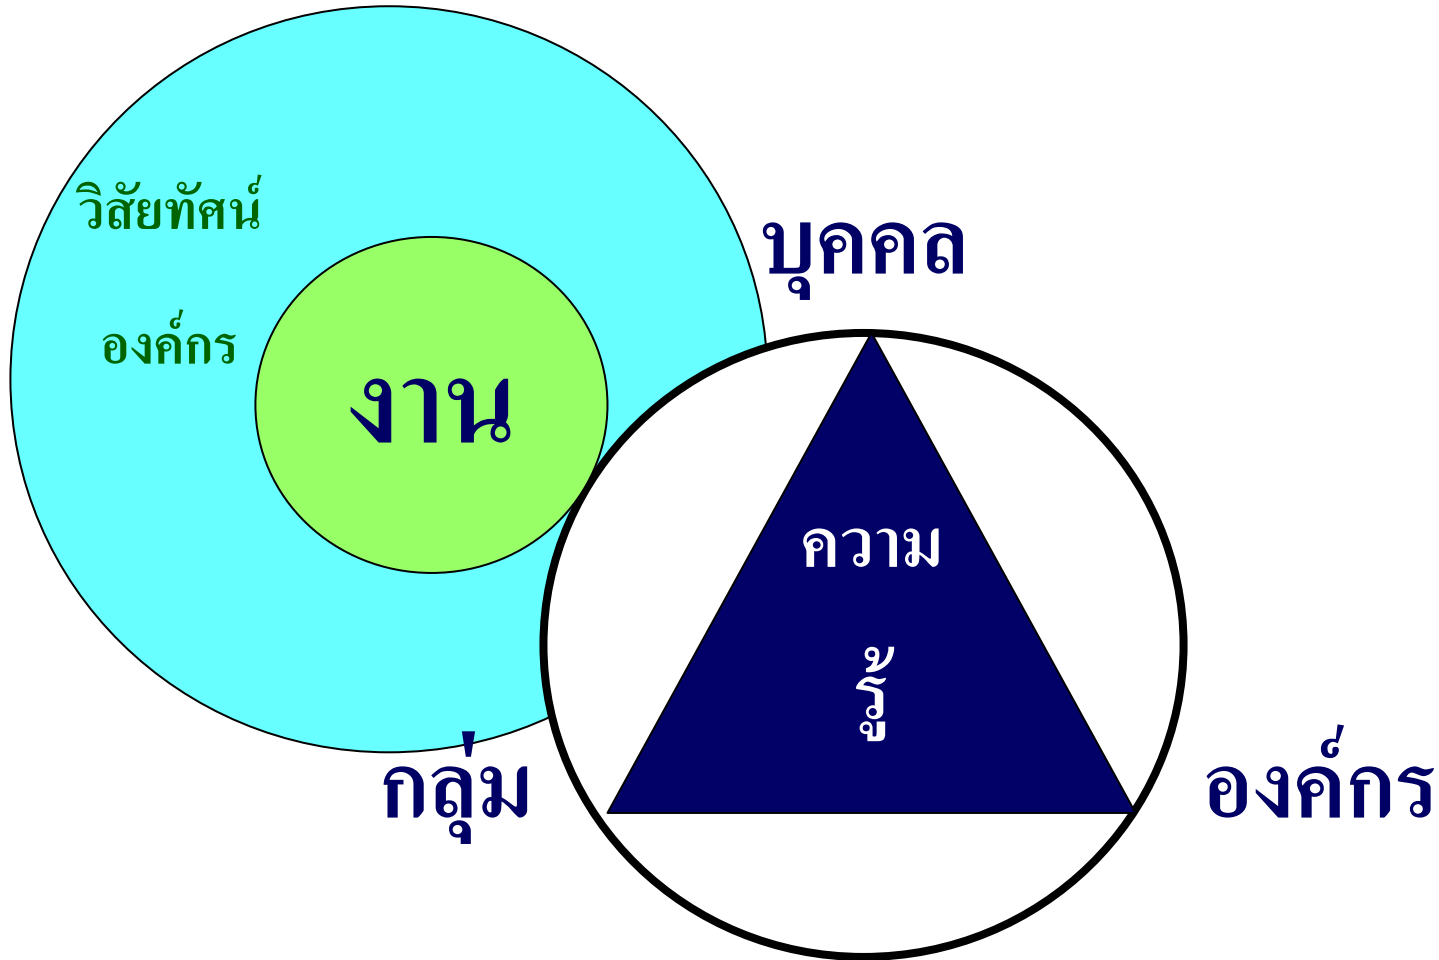 วิสัยทัศน์
องค์กร
งาน
บุคคล
ความ
รู้
กลุ่ม
องค์กร